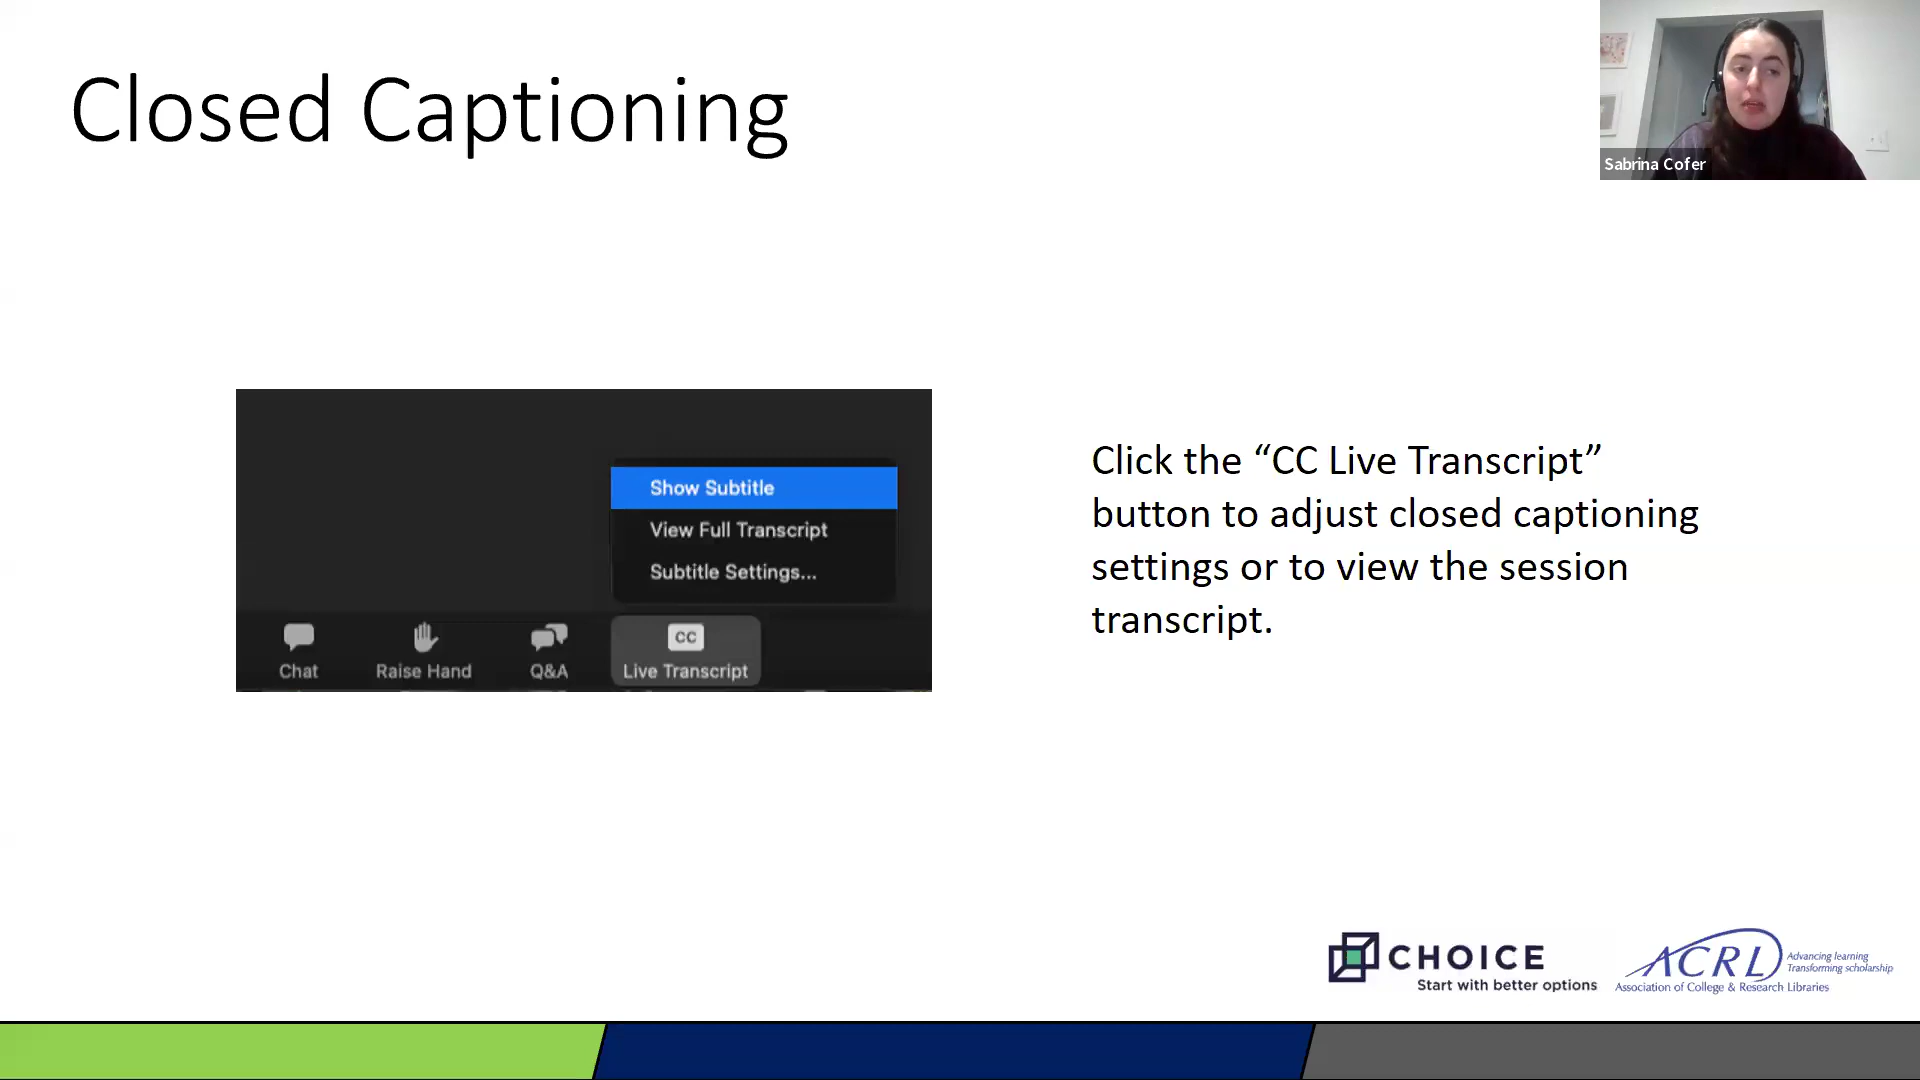 Closed Captioning
Sabrina Cofer
Show Subtitle
View Full Transcript
Subtitle Settings...
Chat
Raise Hand
Q&A
CC
Live Transcript
Click the “CC Live Transcript”
button to adjust closed captioning
settings or to view the session
transcript.
CHOICE
Start with better options
ACRL
Advancing learning
Transforming scholarship
Association of College & Research Libraries